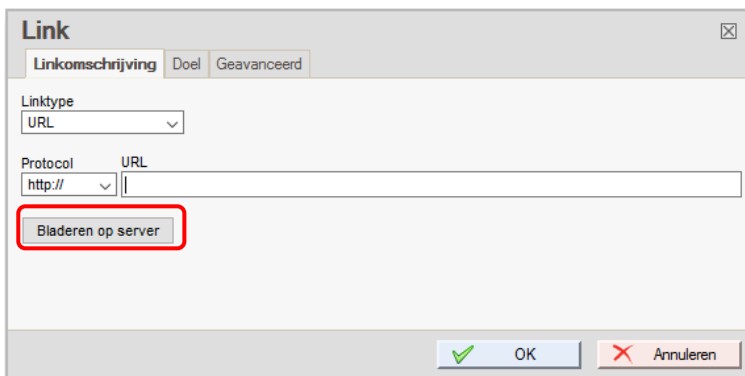 Link
Linkomschrijving Doel Geavanceerd
Linktype
URL
Protocol URL
http://
Bladeren op server
OK Annuleren